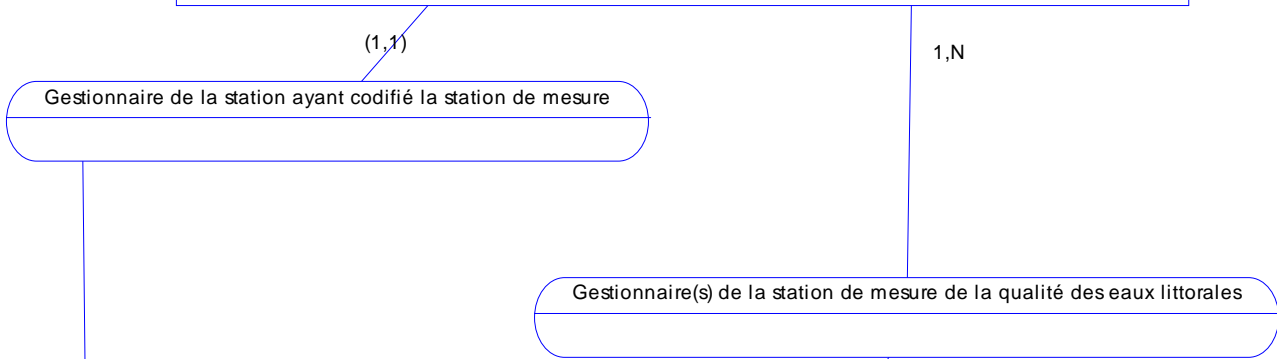 (1,1)
1,N
Gestionnaire de la station ayant codifié la station de mesure
Gestionnaire(s) de la station de mesure de la qualité des eaux littorales